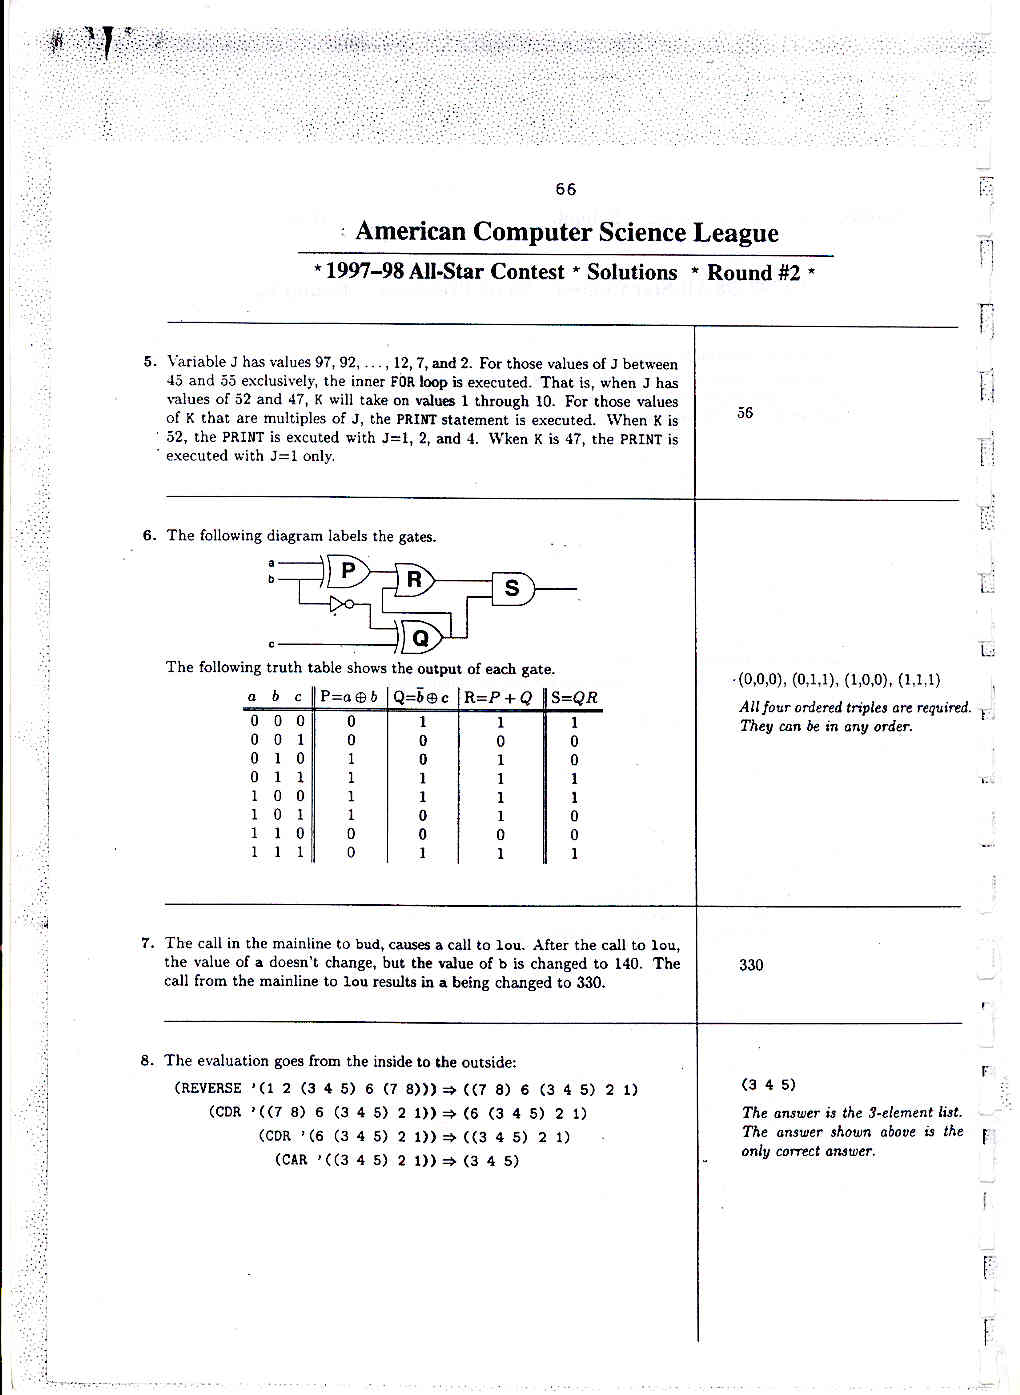 66
American Computer Science League
* 1997–98 All-Star Contest * Solutions * Round #2 *
5. Variable J has values 97, 92, . . . , 12, 7, and 2. For those values of J between
45 and 55 exclusively, the inner FOR loop is executed. That is, when J has
values of 52 and 47, K will take on values 1 through 10. For those values
of K that are multiples of J, the PRINT statement is executed. When K is
52, the PRINT is excuted with J=1, 2, and 4. Wken K is 47, the PRINT is
executed with J=1 only.
56
6. The following diagram labels the gates.
a
b
c
P
R
S
Q
The following truth table shows the output of each gate.
a b c P=a⊕b Q=b̄⊕c R=P+Q S=QR
0 0 0 0 1 1 1
0 0 1 0 0 0 0
0 1 0 1 0 1 0
0 1 1 1 1 1 1
1 0 0 1 1 1 1
1 0 1 1 0 1 0
1 1 0 0 0 0 0
1 1 1 0 1 1 1
(0,0,0), (0,1,1), (1,0,0), (1,1,1)
All four ordered triples are required.
They can be in any order.
7. The call in the mainline to bud, causes a call to lou. After the call to lou,
the value of a doesn't change, but the value of b is changed to 140. The
call from the mainline to lou results in a being changed to 330.
330
8. The evaluation goes from the inside to the outside:
(REVERSE '(1 2 (3 4 5) 6 (7 8))) ⇒ ((7 8) 6 (3 4 5) 2 1)
(CDR '((7 8) 6 (3 4 5) 2 1)) ⇒ (6 (3 4 5) 2 1)
(CDR '(6 (3 4 5) 2 1)) ⇒ ((3 4 5) 2 1)
(CAR '((3 4 5) 2 1)) ⇒ (3 4 5)
(3 4 5)
The answer is the 3-element list.
The answer shown above is the
only correct answer.